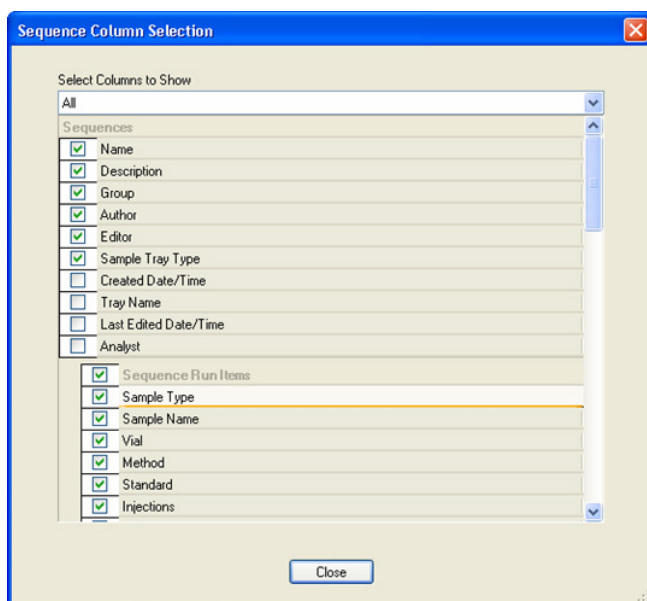 Sequence Column Selection
Select Columns to Show
All
Sequences
Name
Description
Group
Author
Editor
Sample Tray Type
Created Date/Time
Tray Name
Last Edited Date/Time
Analyst
Sequence Run Items
Sample Type
Sample Name
Vial
Method
Standard
Injections
Close